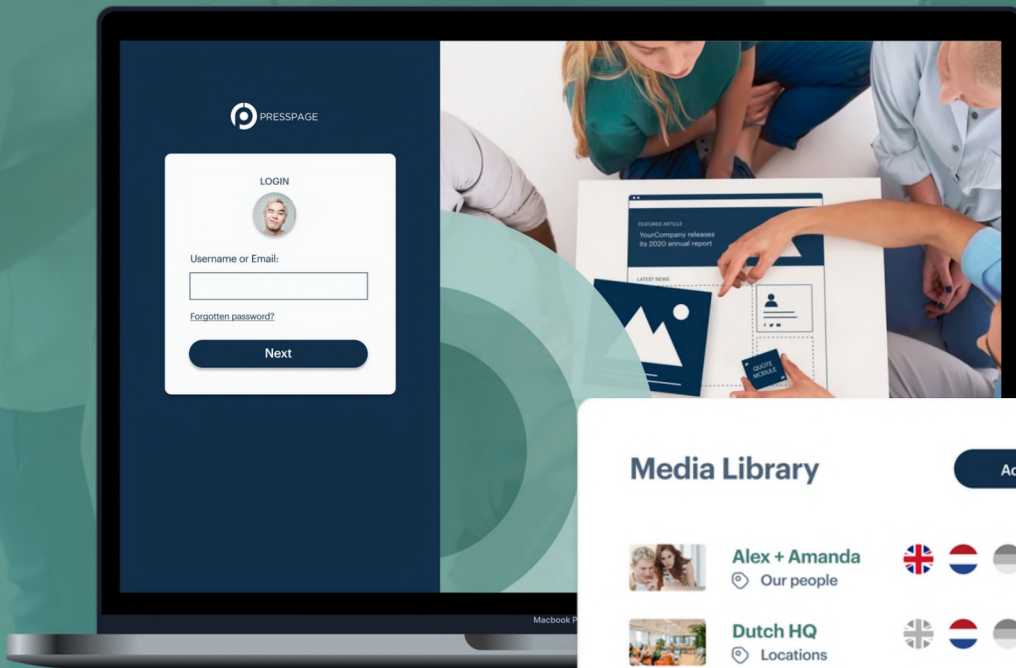 PRESSPAGE
LOGIN
Username or Email:
Forgotten password?
Next
FEATURED ARTICLE
YourCompany releases
its 2020 annual report
LATEST NEWS
QUOTE
MODULE
Macbook P
Media Library
Ad
Alex + Amanda
Our people
Dutch HQ
Locations